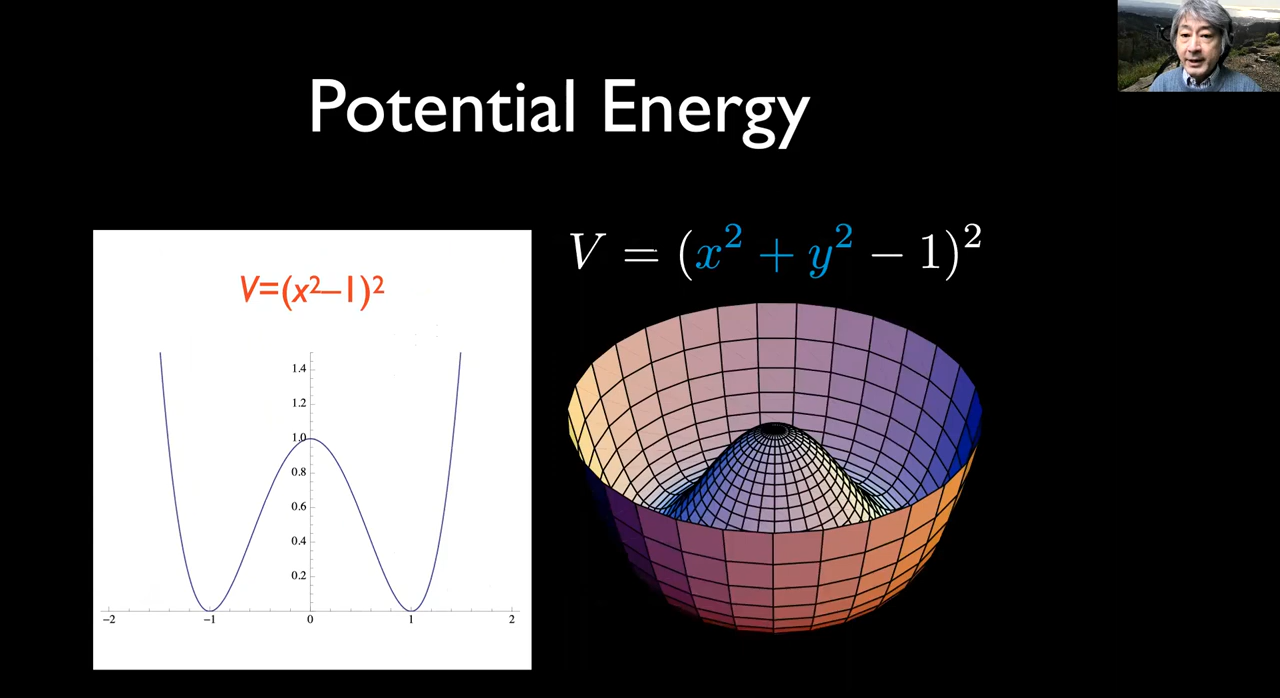 Potential Energy
V=(x²–1)²
1.4
1.2
1.0
0.8
0.6
0.4
0.2
−2 −1 0 1 2
V = (x² + y² − 1)²